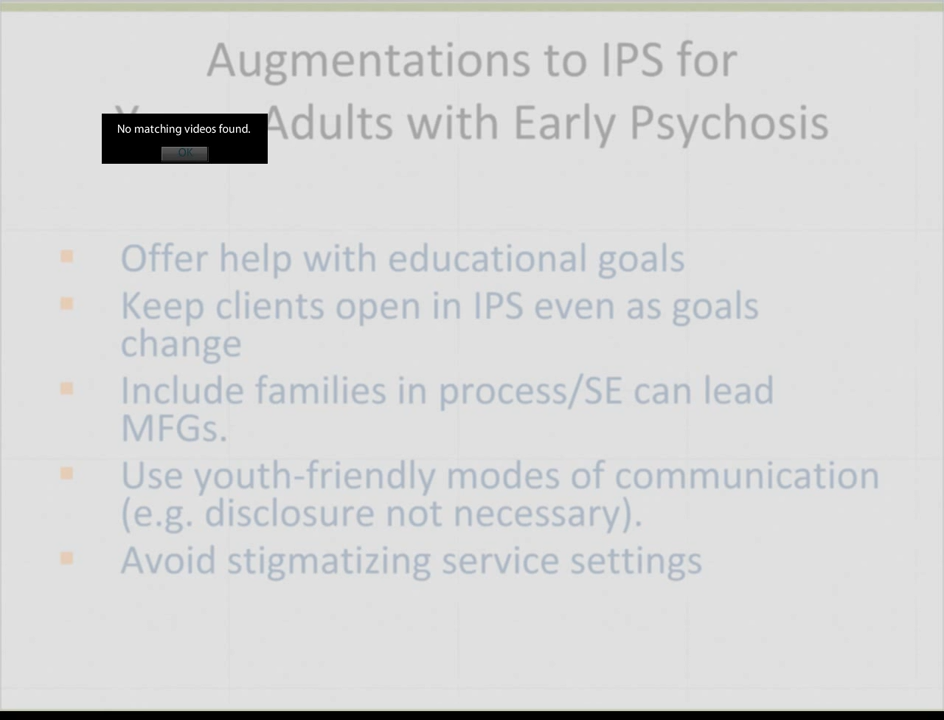 Augmentations to IPS for
Adults with Early Psychosis
No matching videos found.
OK
Offer help with educational goals
Keep clients open in IPS even as goals
change
Include families in process/SE can lead
MFGs.
Use youth-friendly modes of communication
(e.g. disclosure not necessary).
Avoid stigmatizing service settings